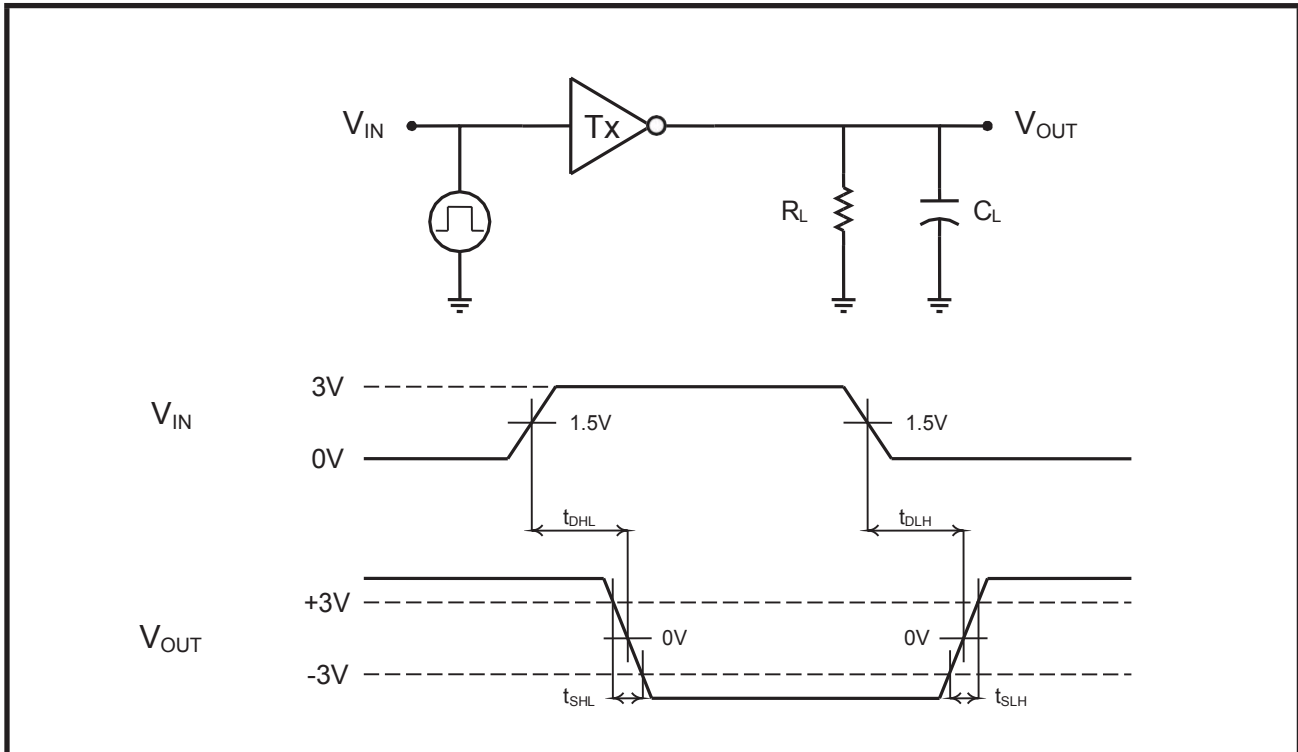 VIN
Tx
VOUT
RL
CL
3V
VIN
1.5V
1.5V
0V
tDHL
tDLH
+3V
VOUT
0V
0V
-3V
tSHL
tSLH